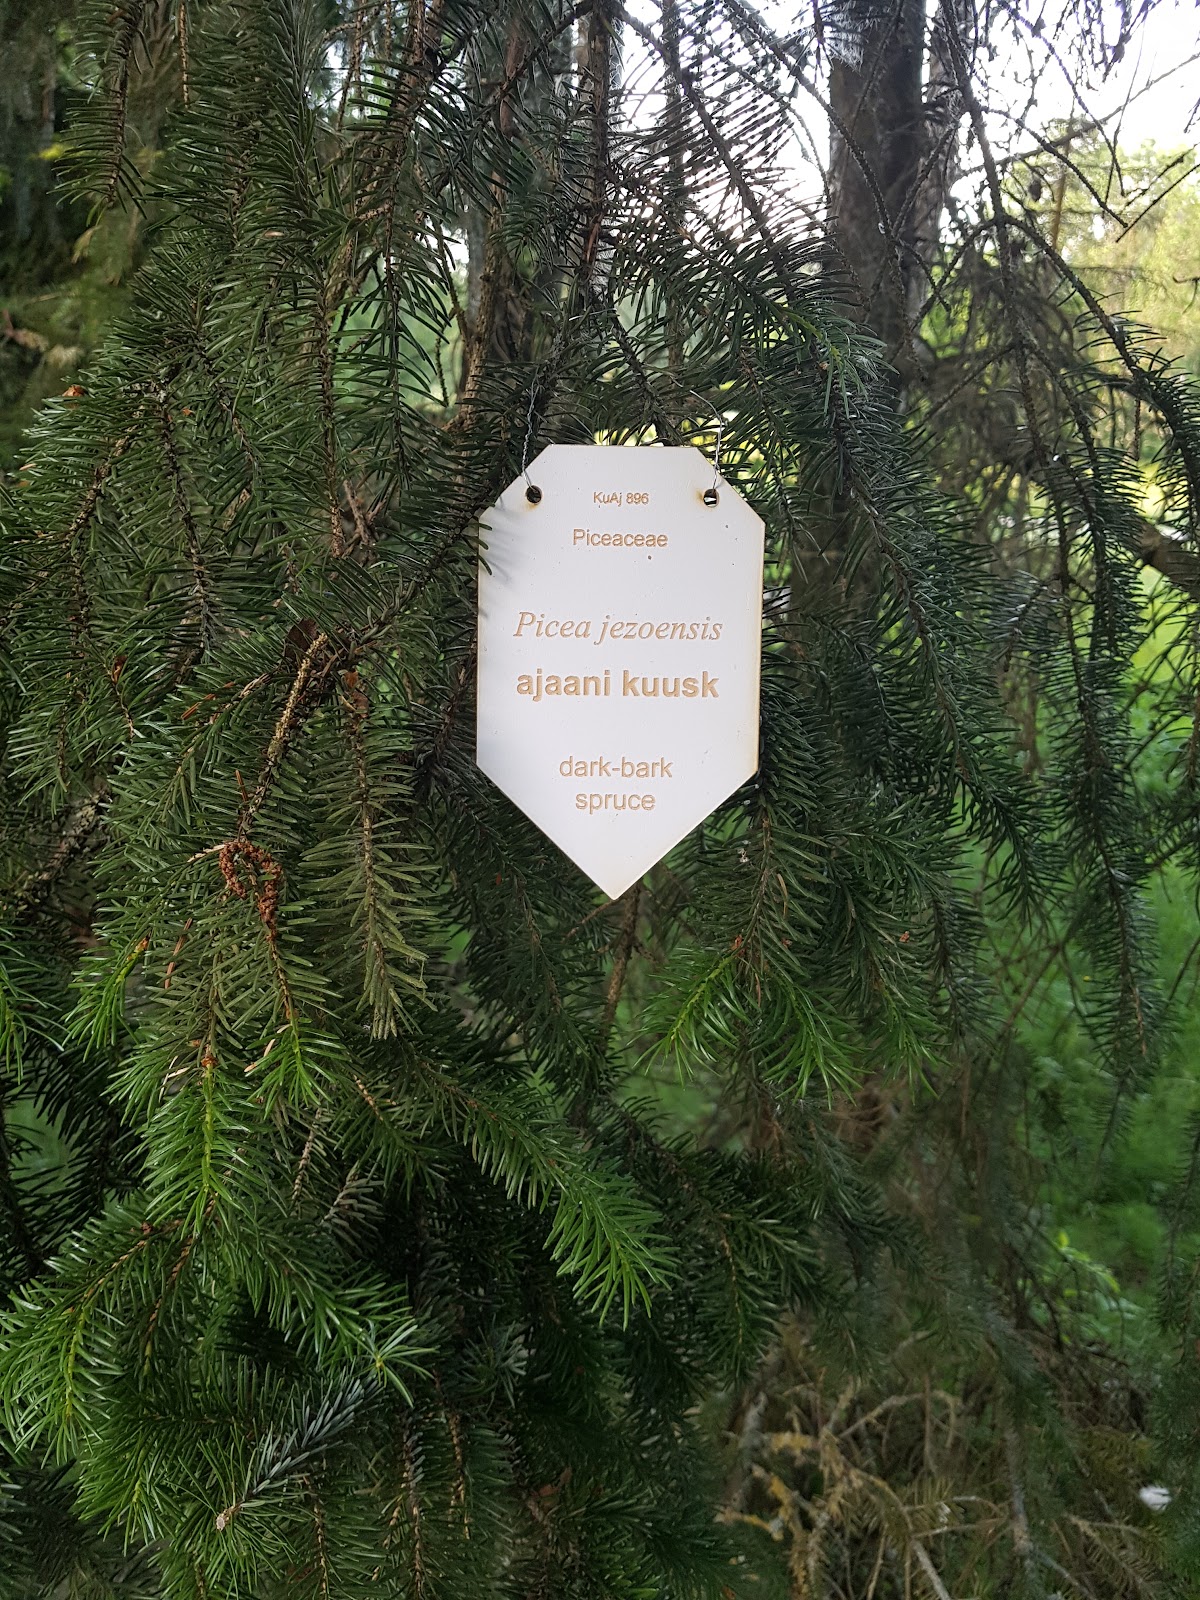 KuAj 896
Piceaceae
Picea jezoensis
ajaani kuusk
dark-bark
spruce